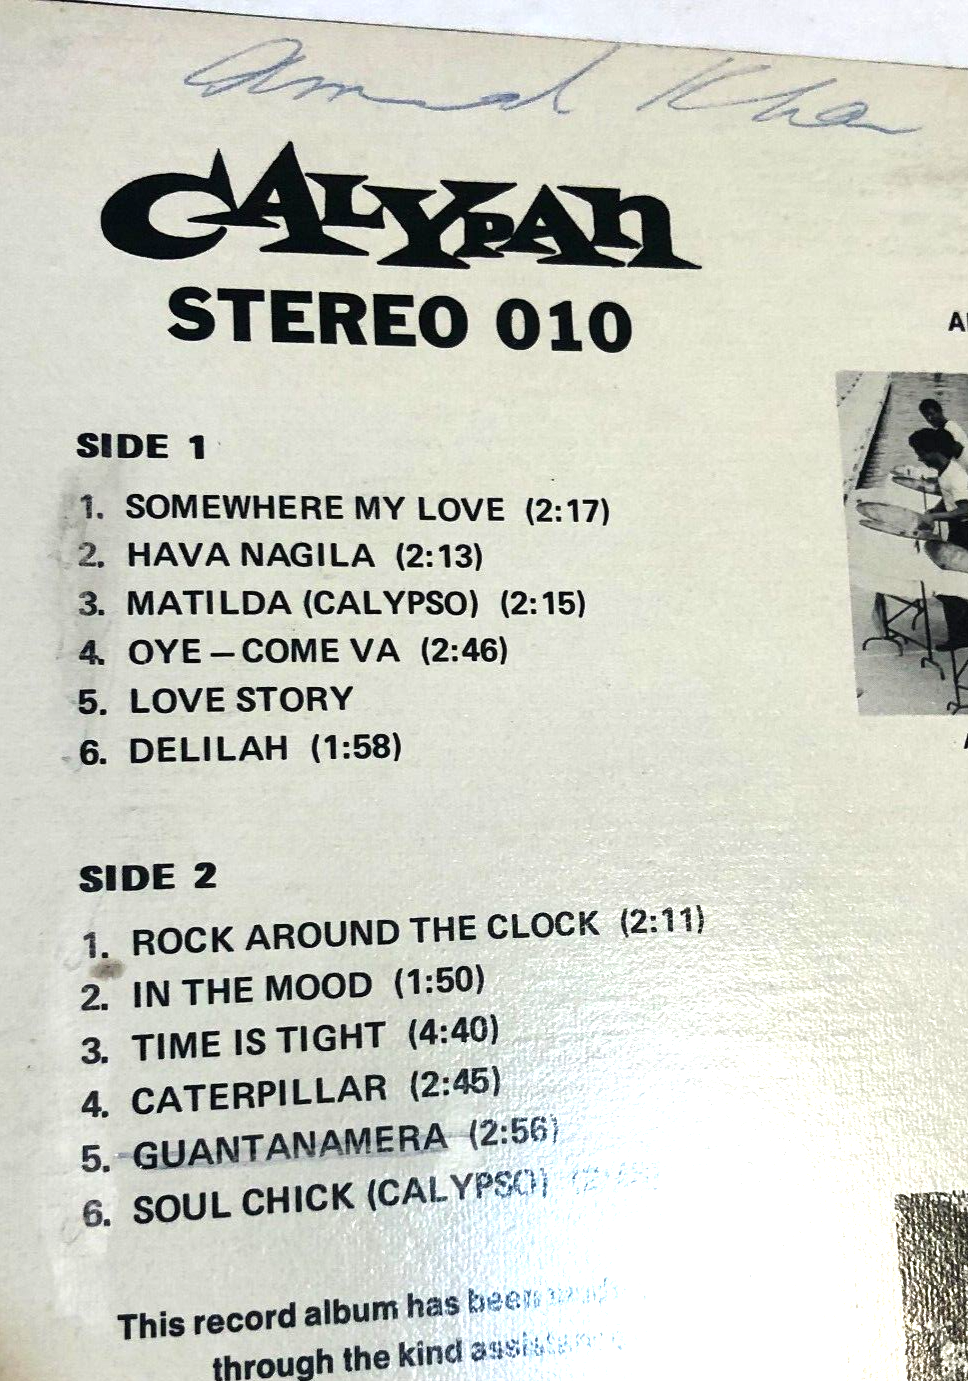 Khan
CALYPAN
STEREO 010
SIDE 1
1. SOMEWHERE MY LOVE (2:17)
2. HAVA NAGILA (2:13)
3. MATILDA (CALYPSO) (2:15)
4. OYE – COME VA (2:46)
5. LOVE STORY
6. DELILAH (1:58)
SIDE 2
1. ROCK AROUND THE CLOCK (2:11)
2. IN THE MOOD (1:50)
3. TIME IS TIGHT (4:40)
4. CATERPILLAR (2:45)
5. GUANTANAMERA (2:56)
6. SOUL CHICK (CALYPSO)
This record album has been
through the kind